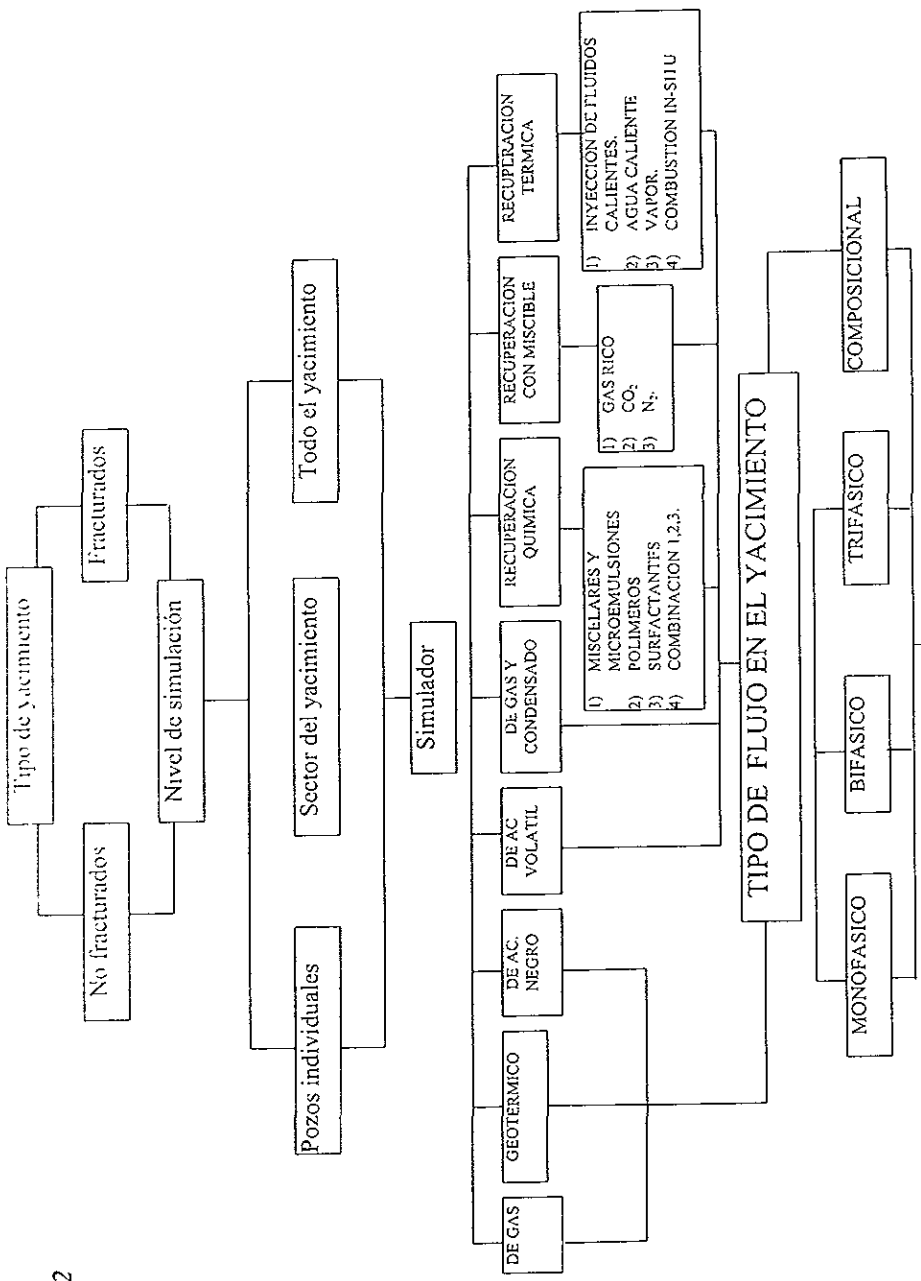 2
Tipo de yacimiento
No fracturados
Fracturados
Nivel de simulación
Pozos individuales
Sector del yacimiento
Todo el yacimiento
Simulador
DE GAS
GEOTERMICO
DE AC.
NEGRO
DE AC
VOLATIL
DE GAS Y
CONDENSADO
RECUPERACION
QUIMICA
RECUPERACION
CON MISCIBLE
RECUPERACION
TERMICA
1) MISCELARES Y
MICROEMULSIONES
2) POLIMEROS
3) SURFACTANTES
4) COMBINACION 1,2,3.
1) GAS RICO
2) CO₂
3) N₂.
1) INYECCION DE FLUIDOS
CALIENTES.
2) AGUA CALIENTE
3) VAPOR.
4) COMBUSTION IN-SITU
TIPO DE FLUJO EN EL YACIMIENTO
MONOFASICO
BIFASICO
TRIFASICO
COMPOSICIONAL